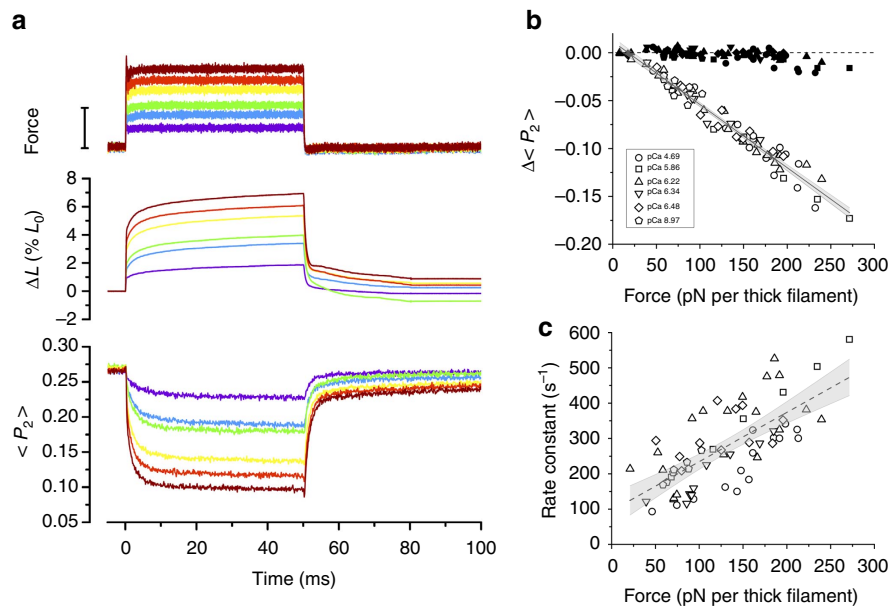 a
Force
8
6
4
2
0
−2
ΔL (% L0)
0.30
0.25
0.20
0.15
0.10
0.05
< P2 >
0 20 40 60 80 100
Time (ms)
b
0.00
−0.05
−0.10
−0.15
−0.20
Δ< P2 >
pCa 4.69
pCa 5.86
pCa 6.22
pCa 6.34
pCa 6.48
pCa 8.97
0 50 100 150 200 250 300
Force (pN per thick filament)
c
600
500
400
300
200
100
0
Rate constant (s⁻¹)
0 50 100 150 200 250 300
Force (pN per thick filament)